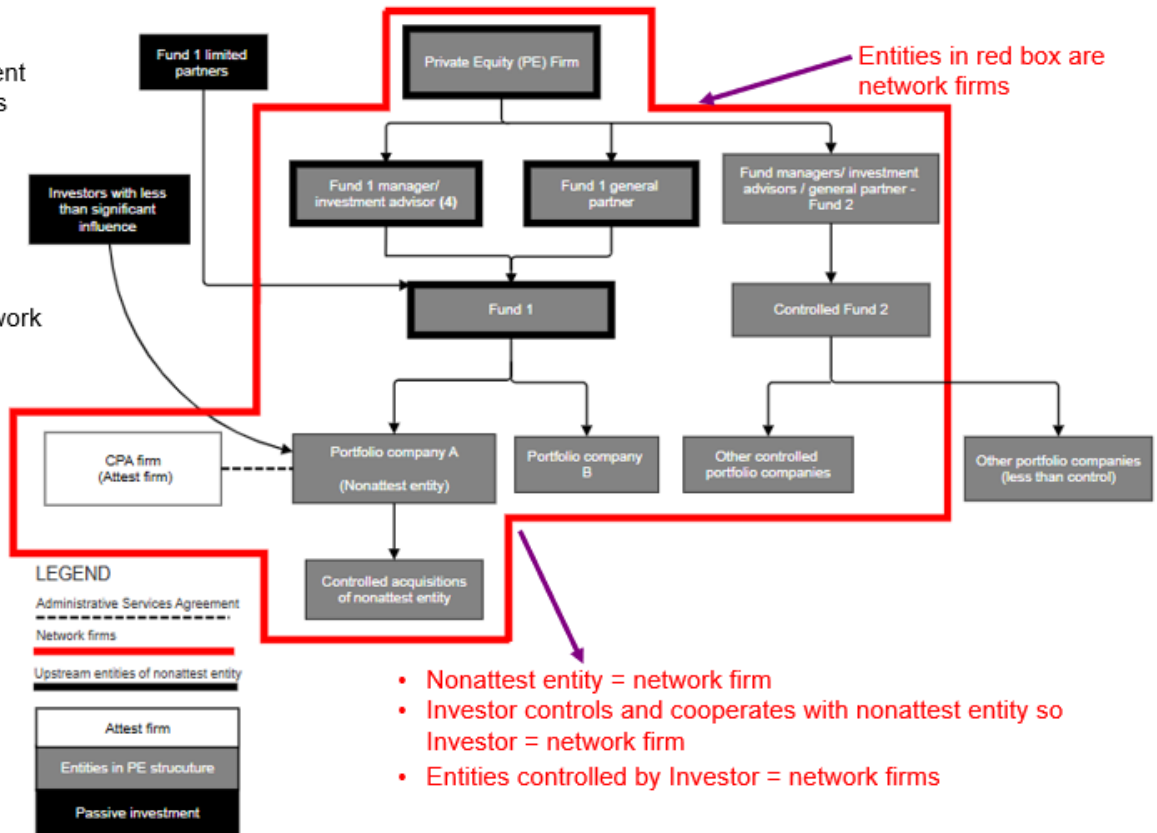 ent
s
work
Fund 1 limited
partners
Private Equity (PE) Firm
Entities in red box are
network firms
Investors with less
than significant
influence
Fund 1 manager/
investment advisor (4)
Fund 1 general
partner
Fund managers/ investment
advisors / general partner -
Fund 2
Fund 1
Controlled Fund 2
CPA firm
(Attest firm)
Portfolio company A
(Nonattest entity)
Portfolio company
B
Other controlled
portfolio companies
Other portfolio companies
(less than control)
Controlled acquisitions
of nonattest entity
LEGEND
Administrative Services Agreement
Network firms
Upstream entities of nonattest entity
Attest firm
Entities in PE strucuture
Passive investment
• Nonattest entity = network firm
• Investor controls and cooperates with nonattest entity so
Investor = network firm
• Entities controlled by Investor = network firms